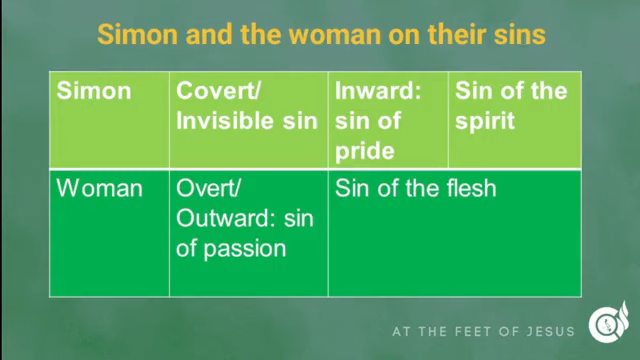 Simon and the woman on their sins
Simon
Covert/
Invisible sin
Inward:
sin of
pride
Sin of the
spirit
Woman
Overt/
Outward: sin
of passion
Sin of the flesh
AT THE FEET OF JESUS